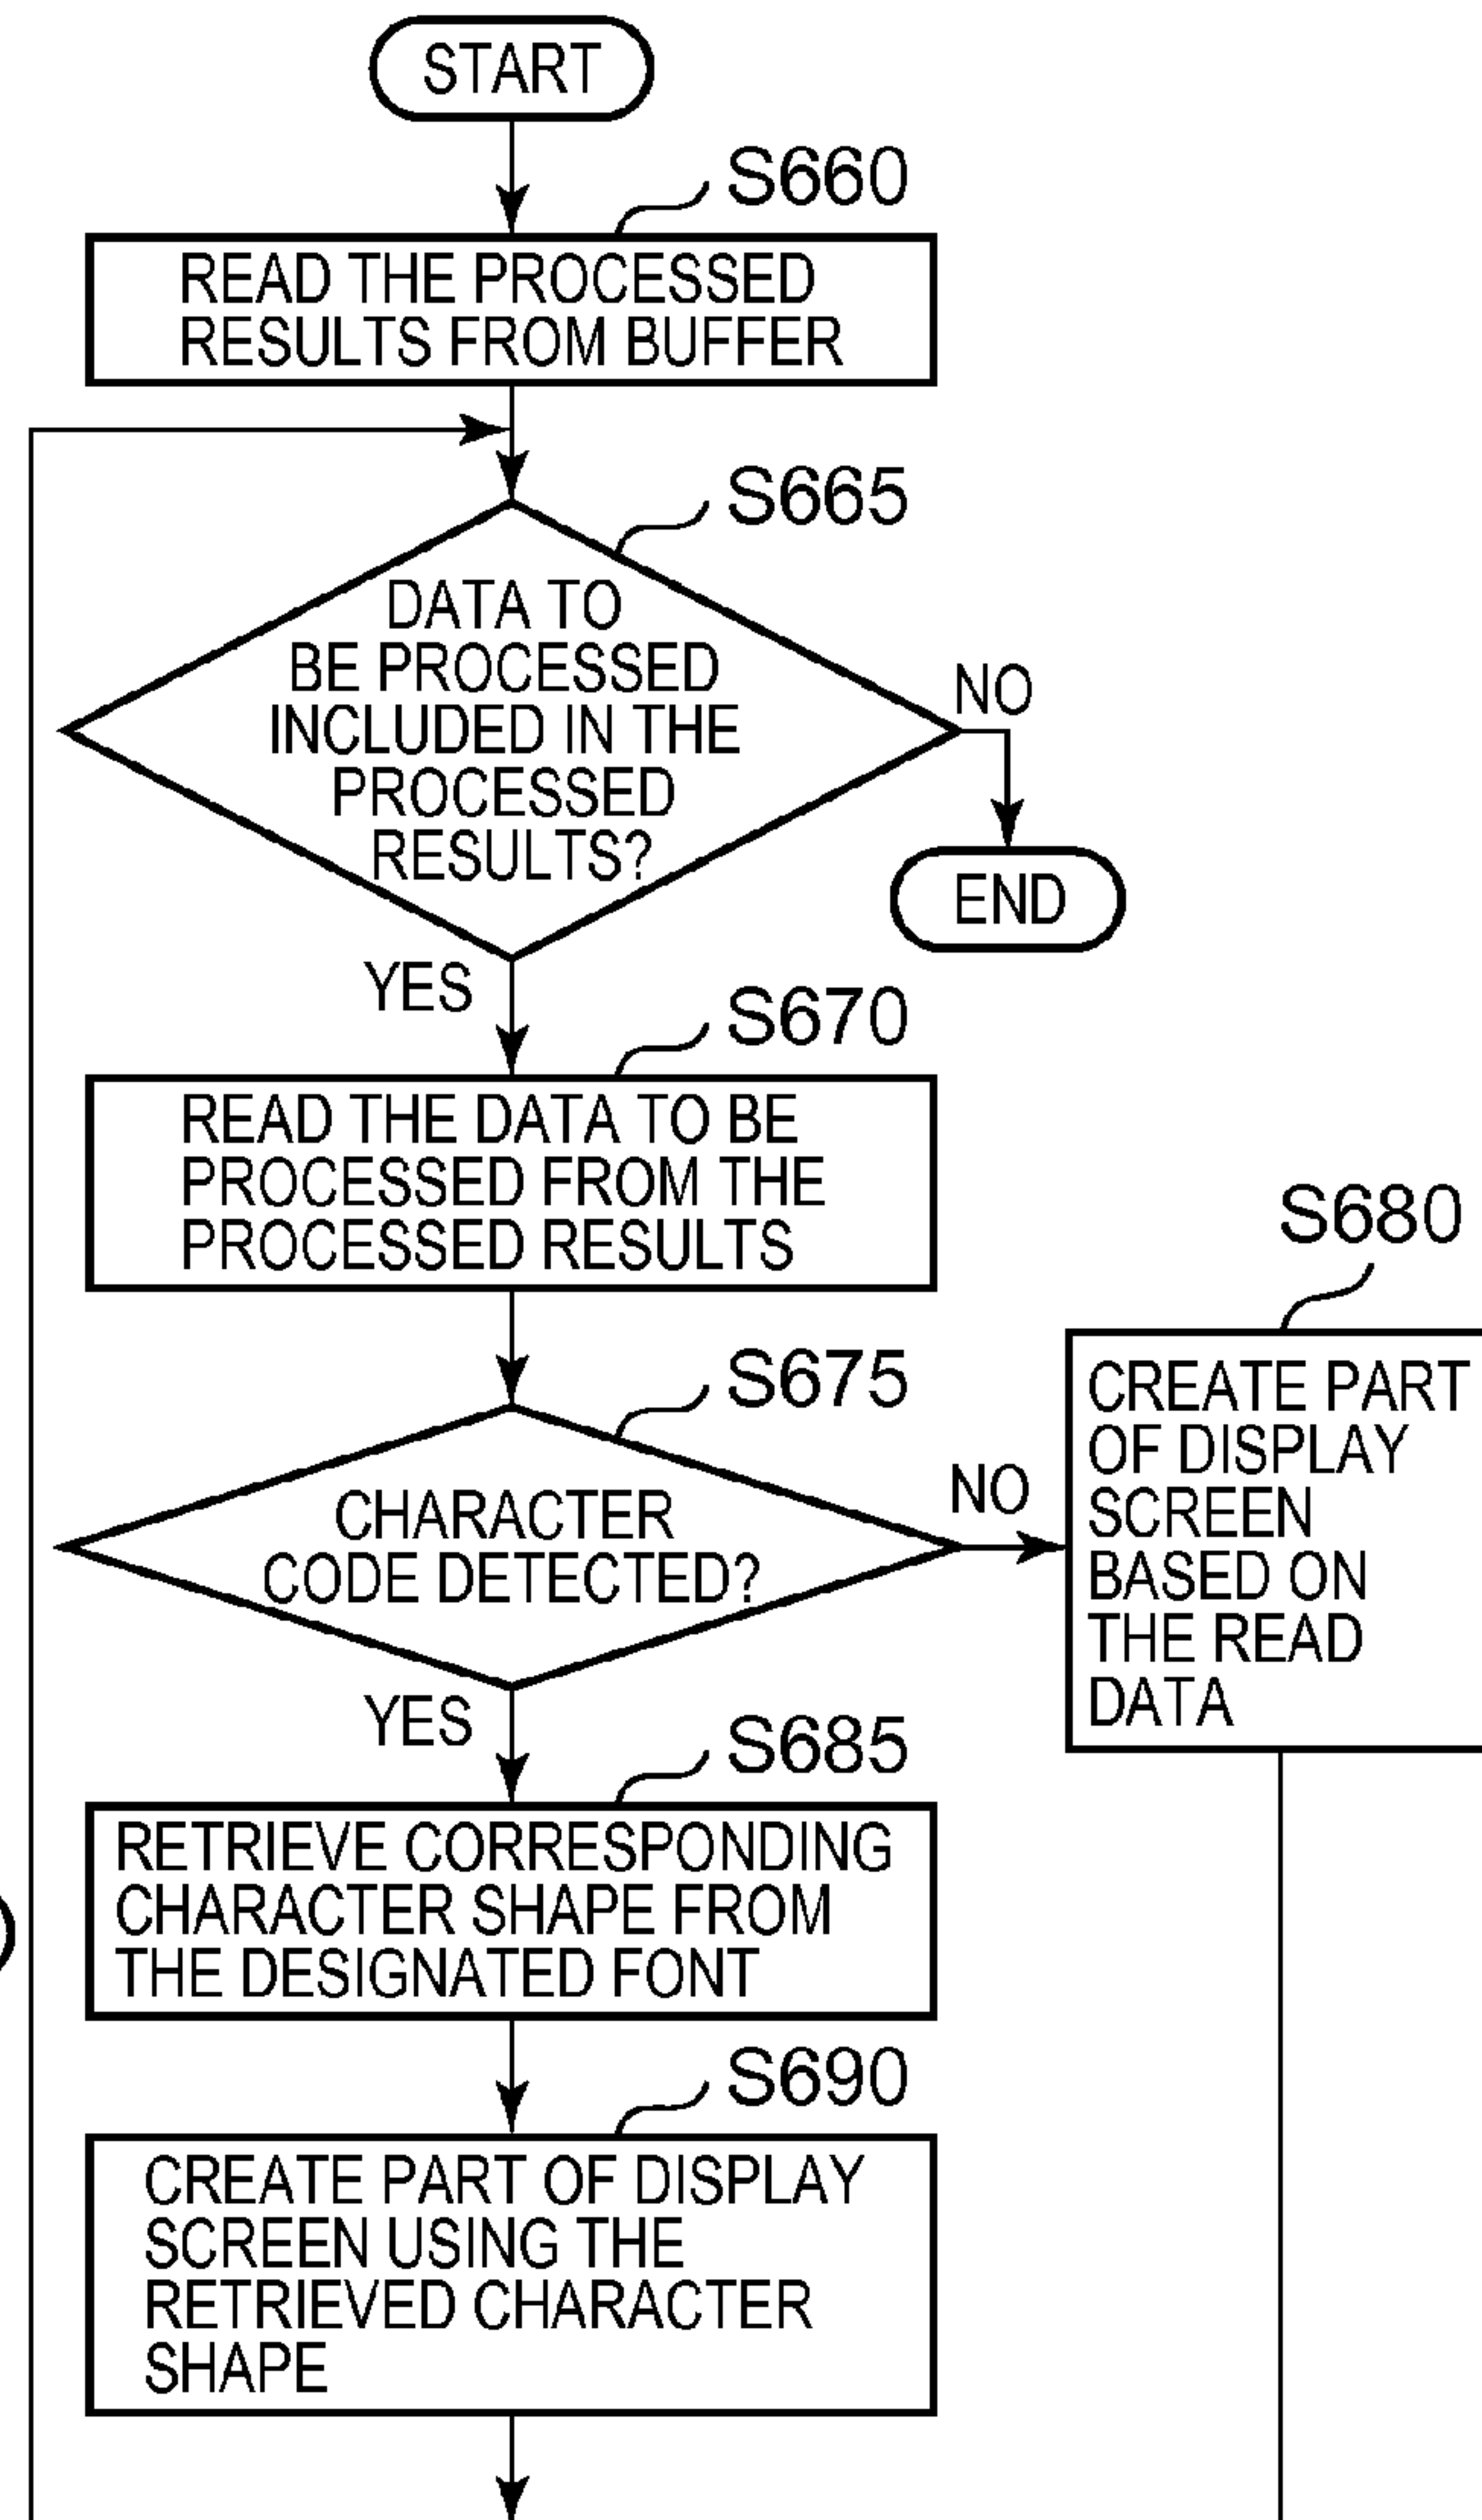 START
S660
READ THE PROCESSED
RESULTS FROM BUFFER
S665
DATA TO
BE PROCESSED
INCLUDED IN THE
PROCESSED
RESULTS?
NO
END
YES
S670
READ THE DATA TO BE
PROCESSED FROM THE
PROCESSED RESULTS
S675
CHARACTER
CODE DETECTED?
NO
S680
CREATE PART
OF DISPLAY
SCREEN
BASED ON
THE READ
DATA
YES
S685
RETRIEVE CORRESPONDING
CHARACTER SHAPE FROM
THE DESIGNATED FONT
S690
CREATE PART OF DISPLAY
SCREEN USING THE
RETRIEVED CHARACTER
SHAPE